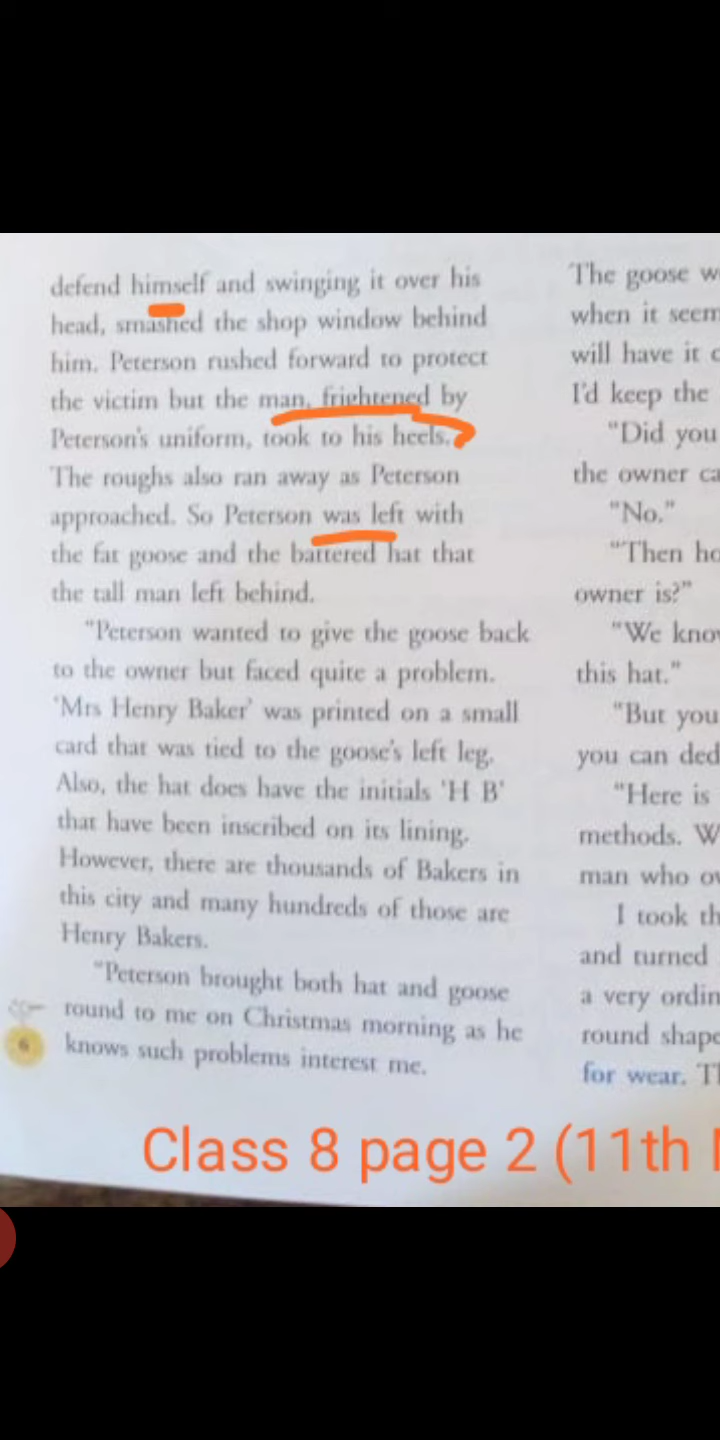 defend himself and swinging it over his
head, smashed the shop window behind
him. Peterson rushed forward to protect
the victim but the man, frightened by
Peterson's uniform, took to his heels.
The roughs also ran away as Peterson
approached. So Peterson was left with
the fat goose and the battered hat that
the tall man left behind.
"Peterson wanted to give the goose back
to the owner but faced quite a problem.
'Mrs Henry Baker' was printed on a small
card that was tied to the goose's left leg.
Also, the hat does have the initials 'H B'
that have been inscribed on its lining.
However, there are thousands of Bakers in
this city and many hundreds of those are
Henry Bakers.
"Peterson brought both hat and goose
round to me on Christmas morning as he
knows such problems interest me.
6
The goose
when it
will have it
I'd keep the
"Did you
the owner
"No."
"Then
owner is?"
"We
this hat."
"But you
you can
"Here is
methods.
man who
I took
and turned
a very
round
for wear.
Class 8 page 2 (11th